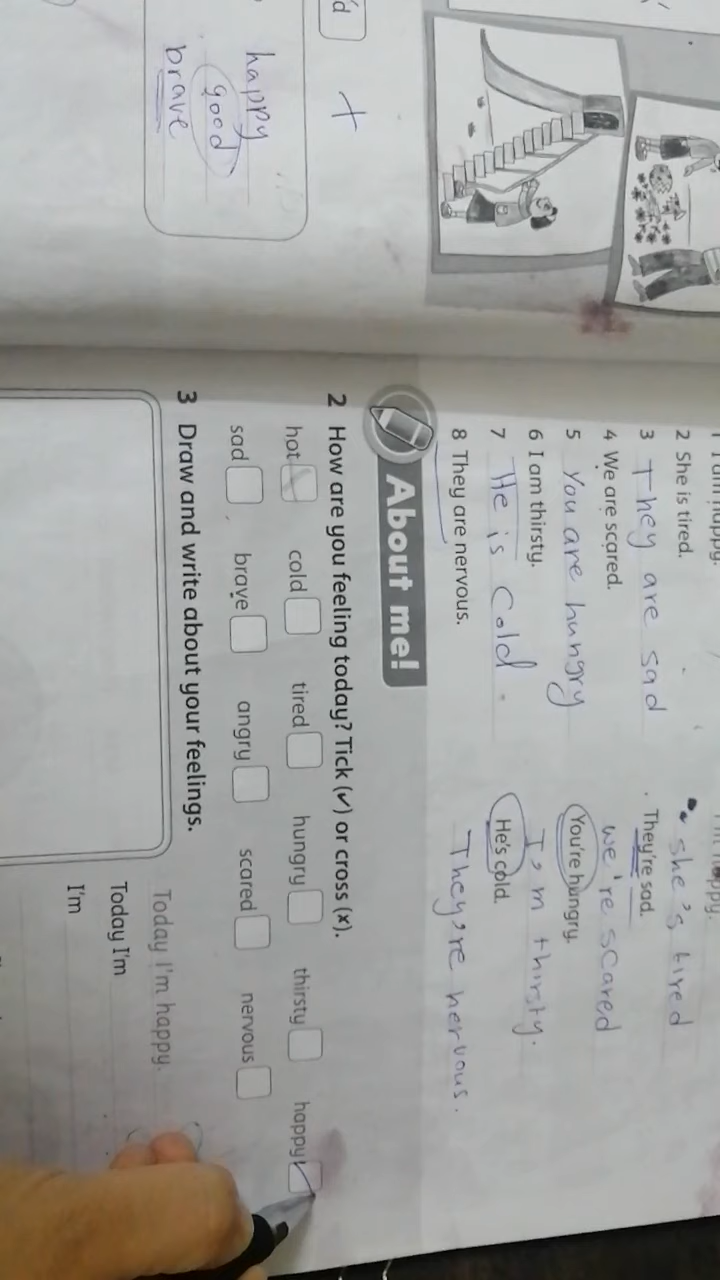 'd
+
happy
good
brave
2 She is tired. she's tired
3 They are sad They're sad.
4 We are scared. we're scared
5 You are hungry You're hungry.
6 I am thirsty. I'm thirsty.
7 He is cold. He's cold.
8 They are nervous. They're nervous.
About me!
2 How are you feeling today? Tick (✓) or cross (x).
hot cold tired hungry thirsty happy
sad brave angry scared nervous
3 Draw and write about your feelings.
Today I'm happy.
Today I'm
I'm